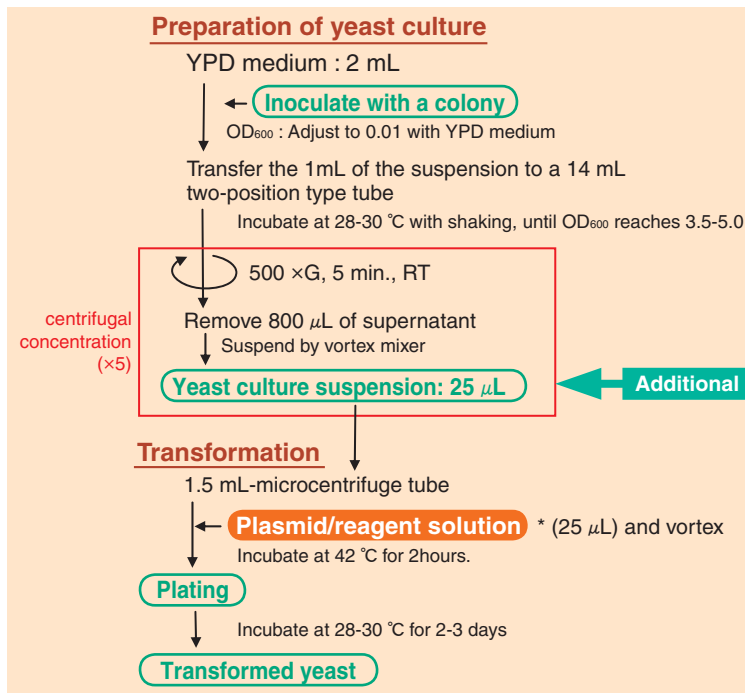 Preparation of yeast culture
YPD medium : 2 mL
Inoculate with a colony
OD₆₀₀ : Adjust to 0.01 with YPD medium
Transfer the 1mL of the suspension to a 14 mL
two-position type tube
Incubate at 28-30 ℃ with shaking, until OD₆₀₀ reaches 3.5-5.0
500 ×G, 5 min., RT
centrifugal
concentration
(×5)
Remove 800 μL of supernatant
Suspend by vortex mixer
Yeast culture suspension: 25 μL
Additional
Transformation
1.5 mL-microcentrifuge tube
Plasmid/reagent solution * (25 μL) and vortex
Incubate at 42 ℃ for 2hours.
Plating
Incubate at 28-30 ℃ for 2-3 days
Transformed yeast